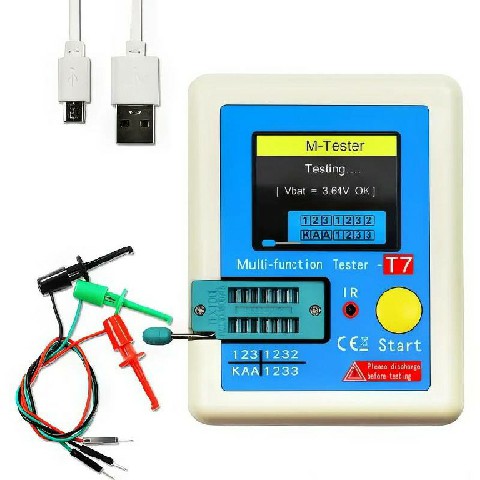 M-Tester
Testing....
[ Vbat = 3.64V OK]
123 1232
KAA 1233
Multi-function Tester - T7
IR
CE Start
123 1232
KAA 1233
Please discharge
before testing